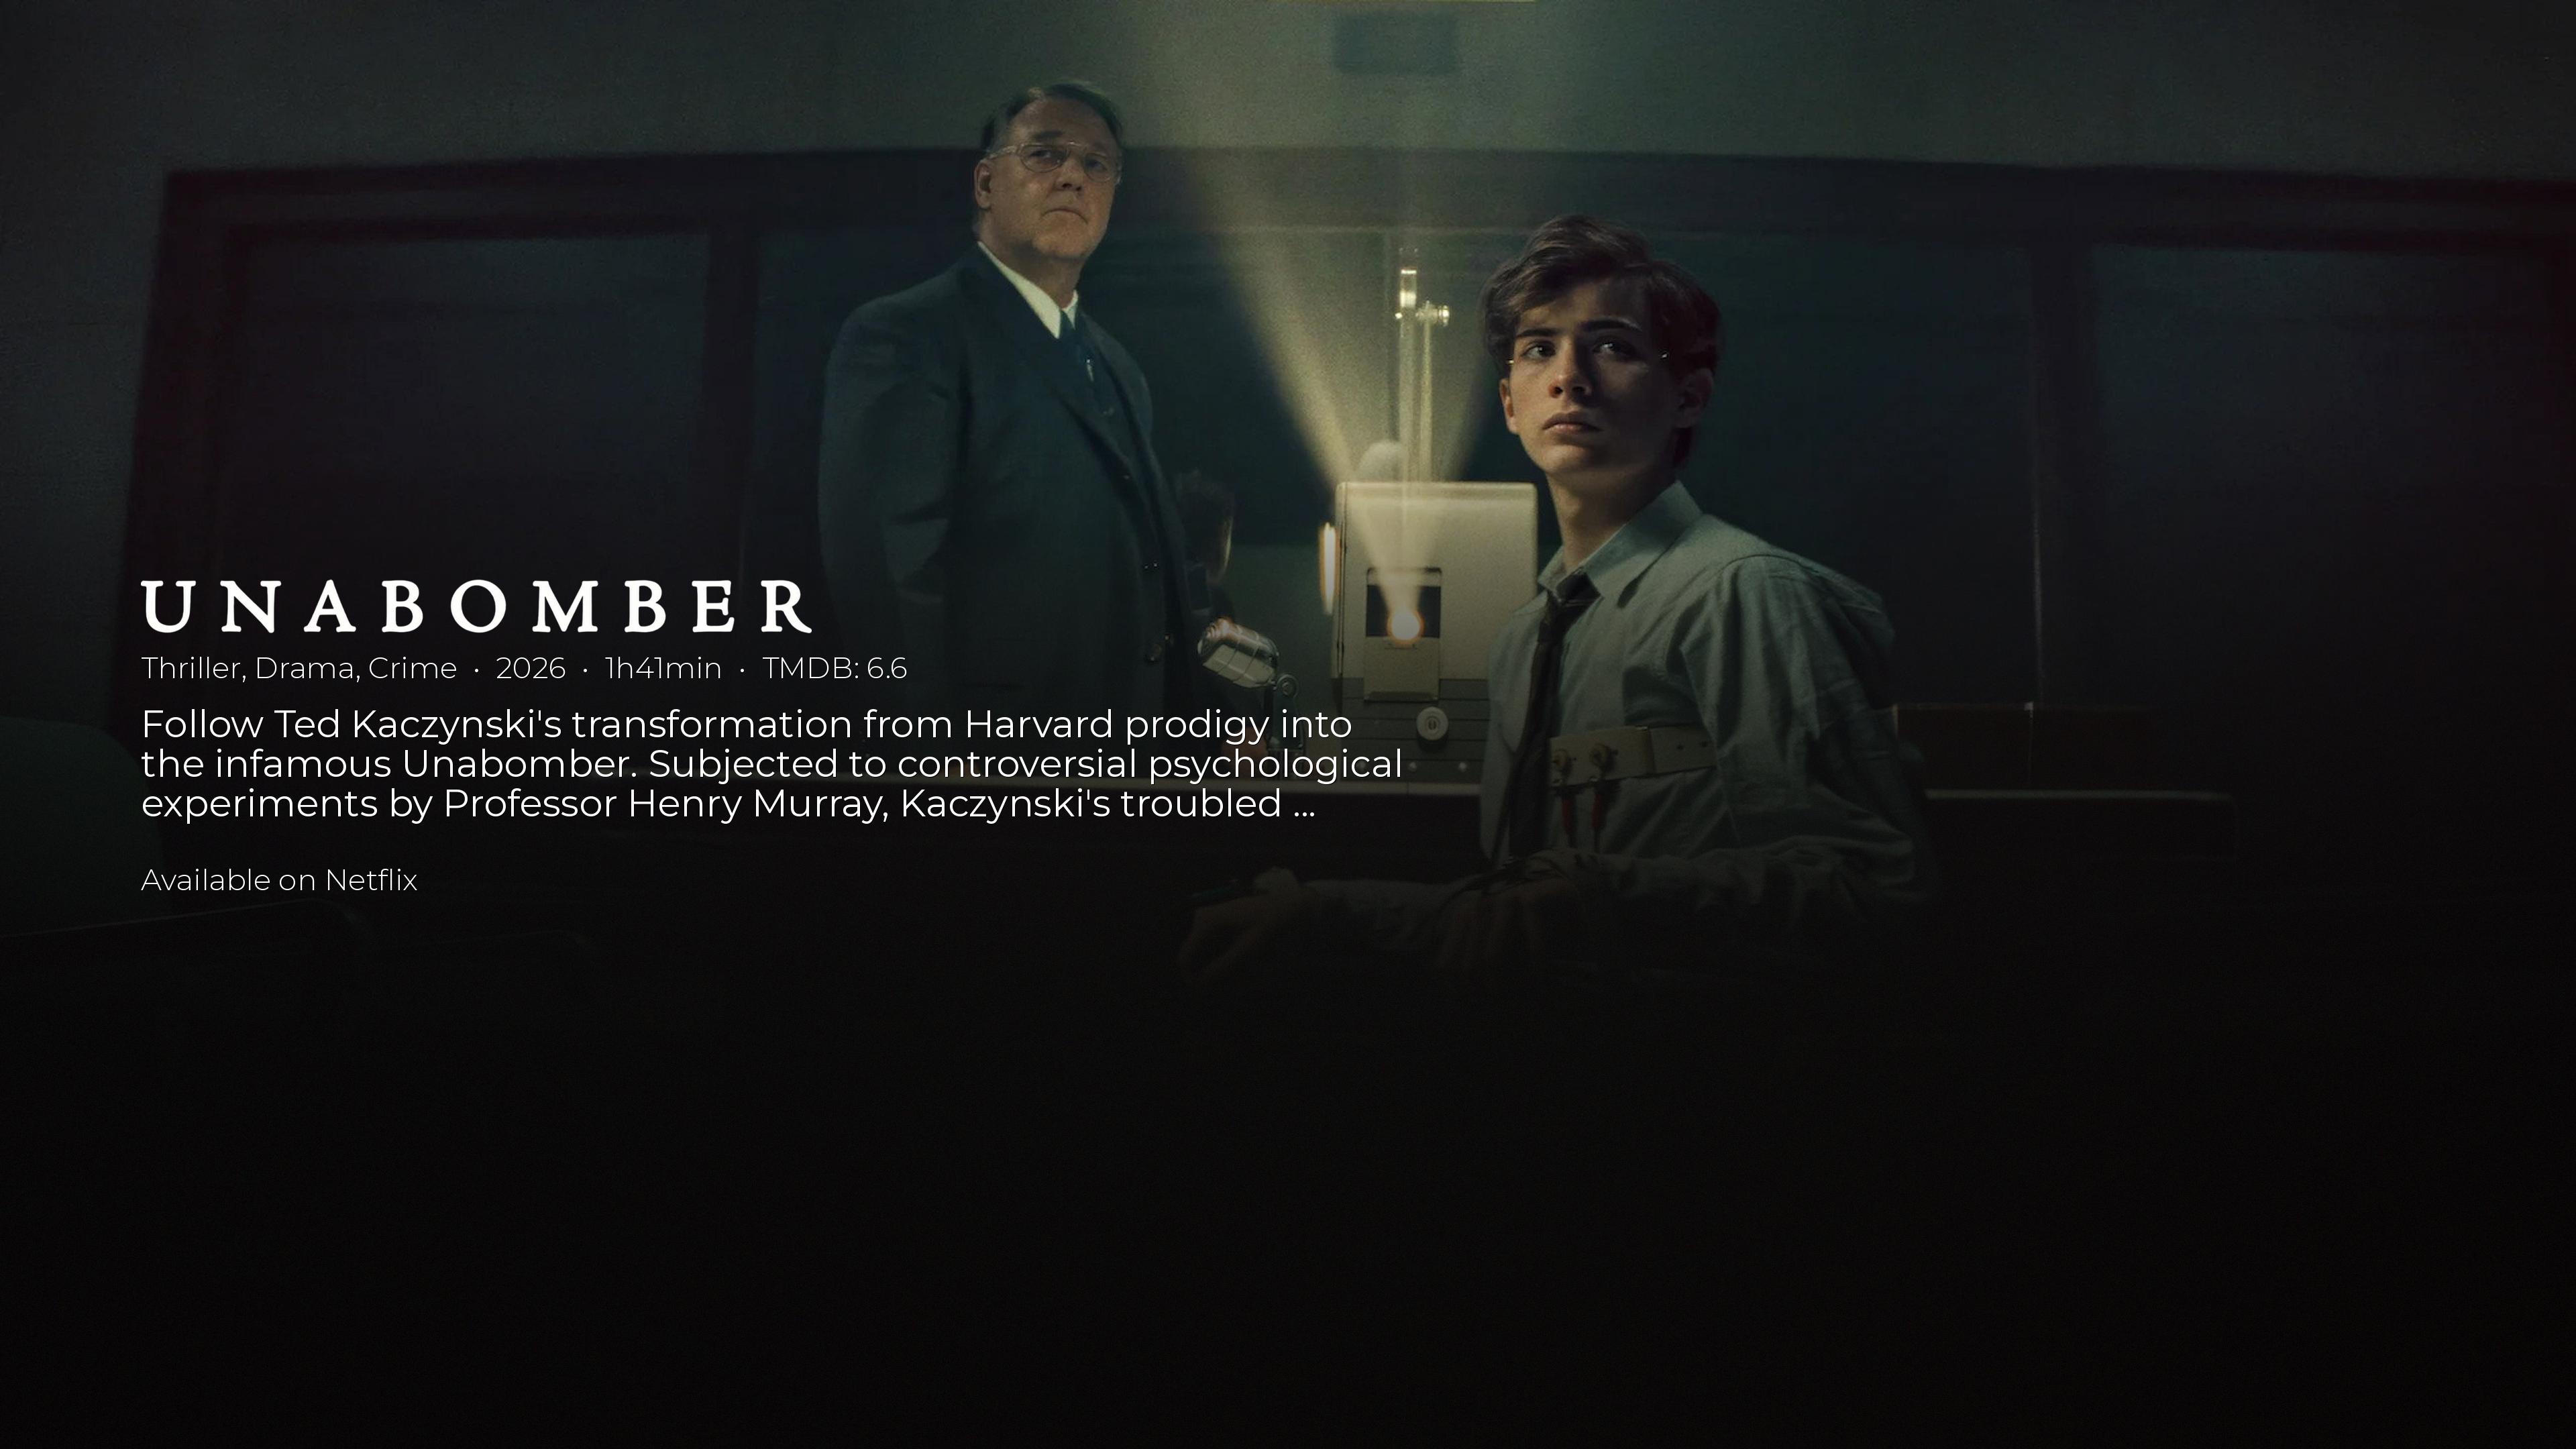 UNABOMBER
Thriller, Drama, Crime • 2026 • 1h41min • TMDB: 6.6
Follow Ted Kaczynski's transformation from Harvard prodigy into
the infamous Unabomber. Subjected to controversial psychological
experiments by Professor Henry Murray, Kaczynski's troubled ...
Available on Netflix